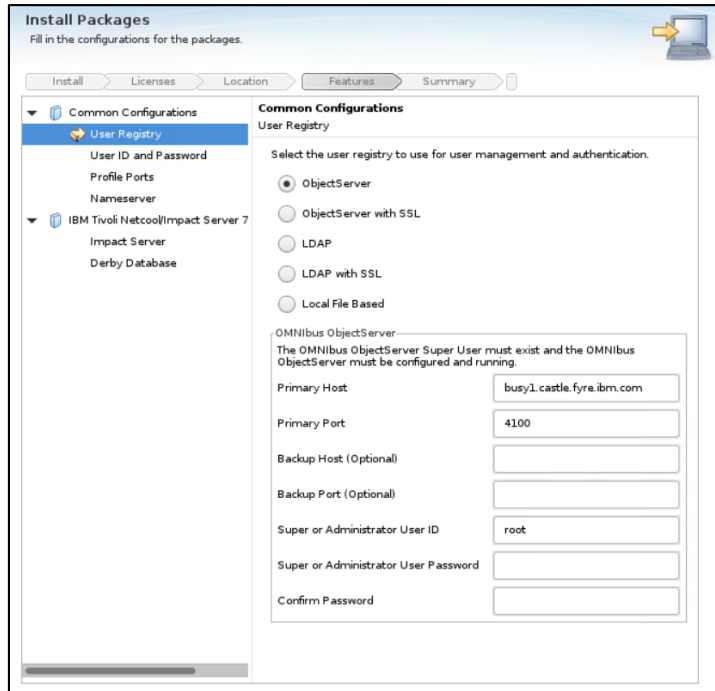 Install Packages
Fill in the configurations for the packages.
Install
Licenses
Location
Features
Summary
Common Configurations
User Registry
User ID and Password
Profile Ports
Nameserver
IBM Tivoli Netcool/Impact Server 7
Impact Server
Derby Database
Common Configurations
User Registry
Select the user registry to use for user management and authentication.
ObjectServer
ObjectServer with SSL
LDAP
LDAP with SSL
Local File Based
OMNIbus ObjectServer
The OMNIbus ObjectServer Super User must exist and the OMNIbus
ObjectServer must be configured and running.
Primary Host
busy1.castle.fyre.ibm.com
Primary Port
4100
Backup Host (Optional)
Backup Port (Optional)
Super or Administrator User ID
root
Super or Administrator User Password
Confirm Password